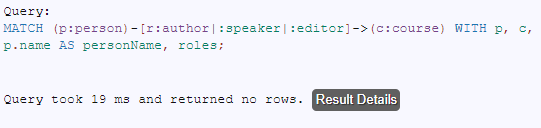 Query:
MATCH (p:person)-[r:author|:speaker|:editor]->(c:course) WITH p, c,
p.name AS personName, roles;
Query took 19 ms and returned no rows. Result Details